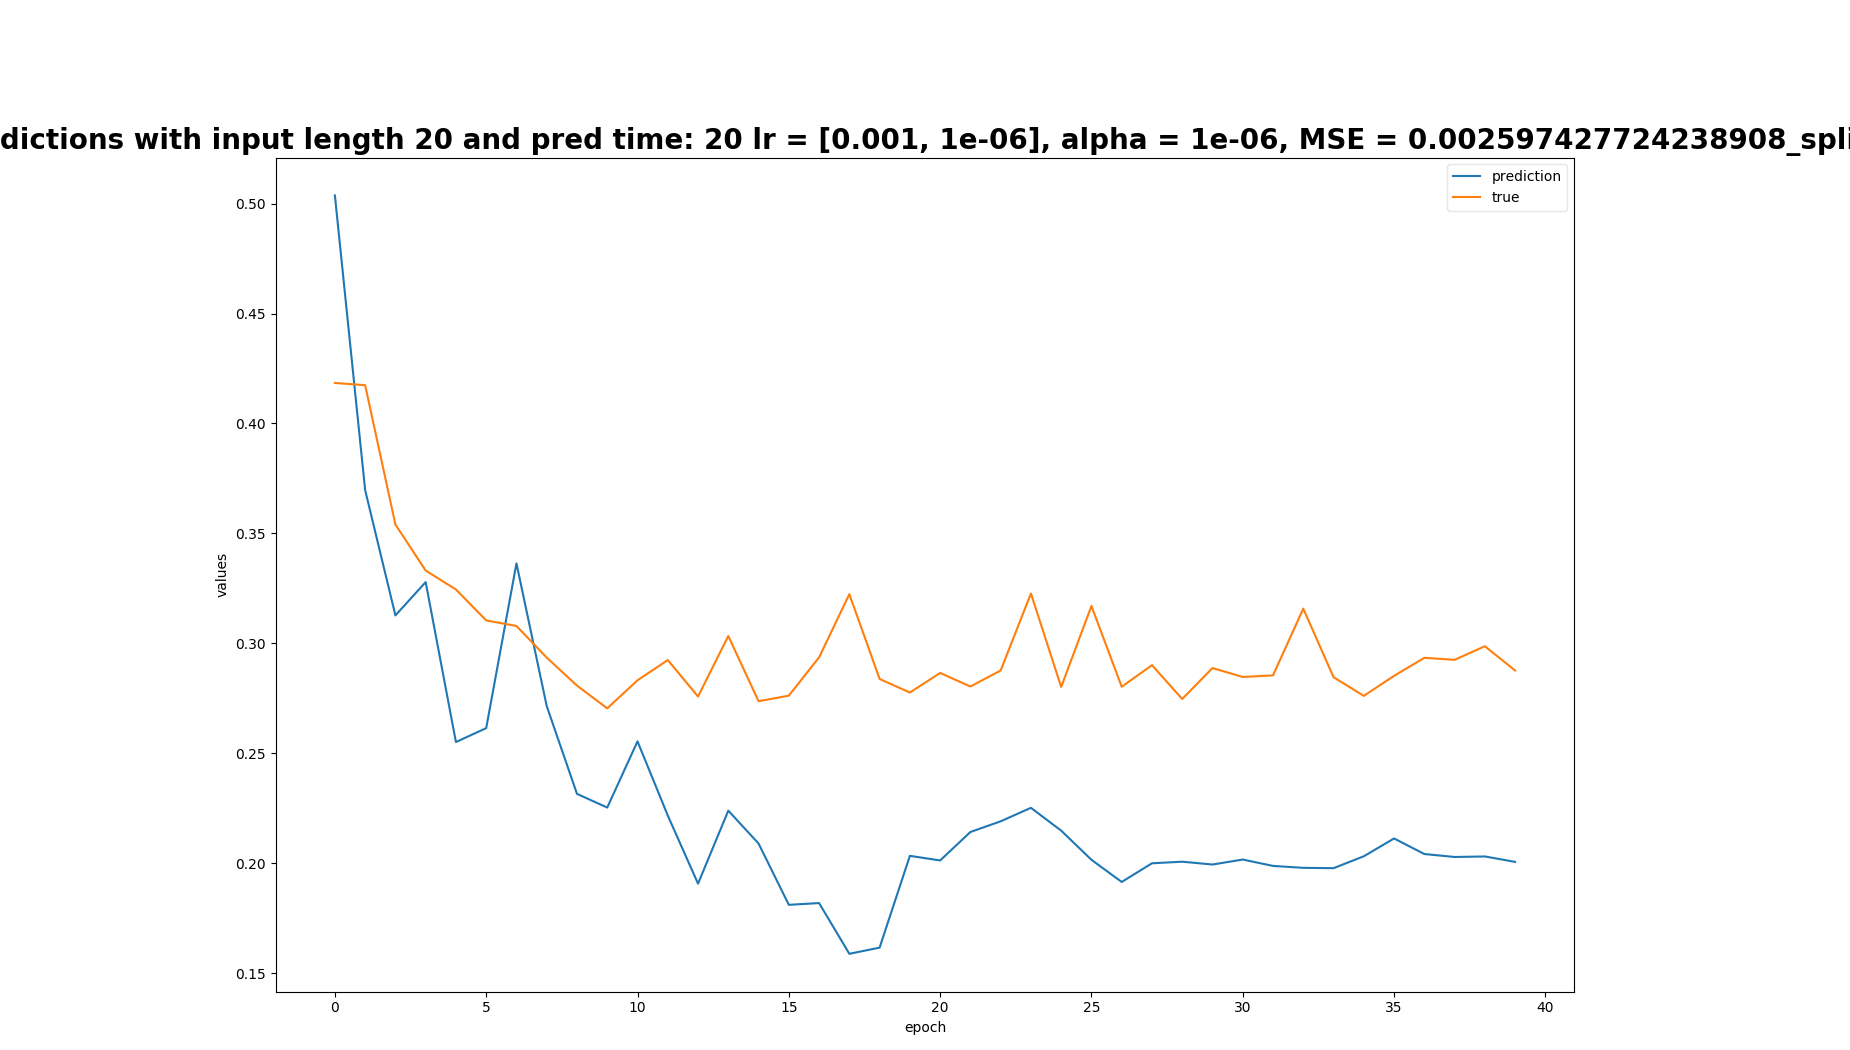 dictions with input length 20 and pred time: 20 lr = [0.001, 1e-06], alpha = 1e-06, MSE = 0.002597427724238908_spli
prediction
true
0.50
0.45
0.40
0.35
0.30
0.25
0.20
0.15
values
0 5 10 15 20 25 30 35 40
epoch